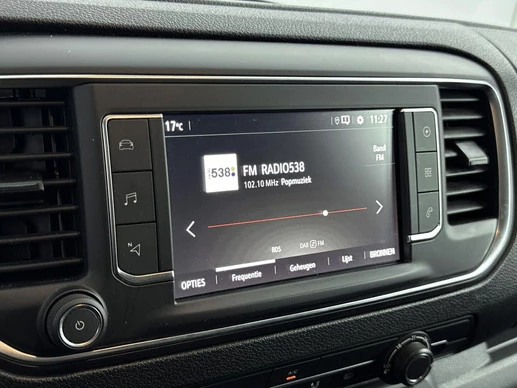 17°C 11:27
538
FM RADIO538
102.10 MHz Popmuziek
Band
FM
N
RDS DAB FM
OPTIES Frequentie Geheugen Lijst BRONNEN
A/C